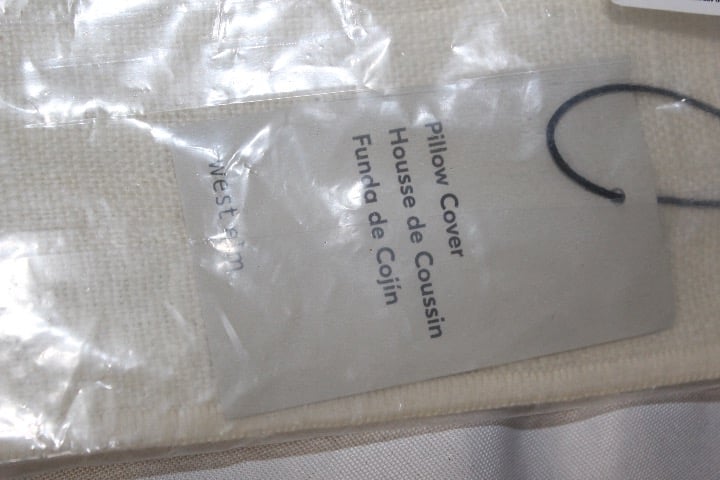 Pillow Cover
Housse de Coussin
Funda de Cojín
west elm